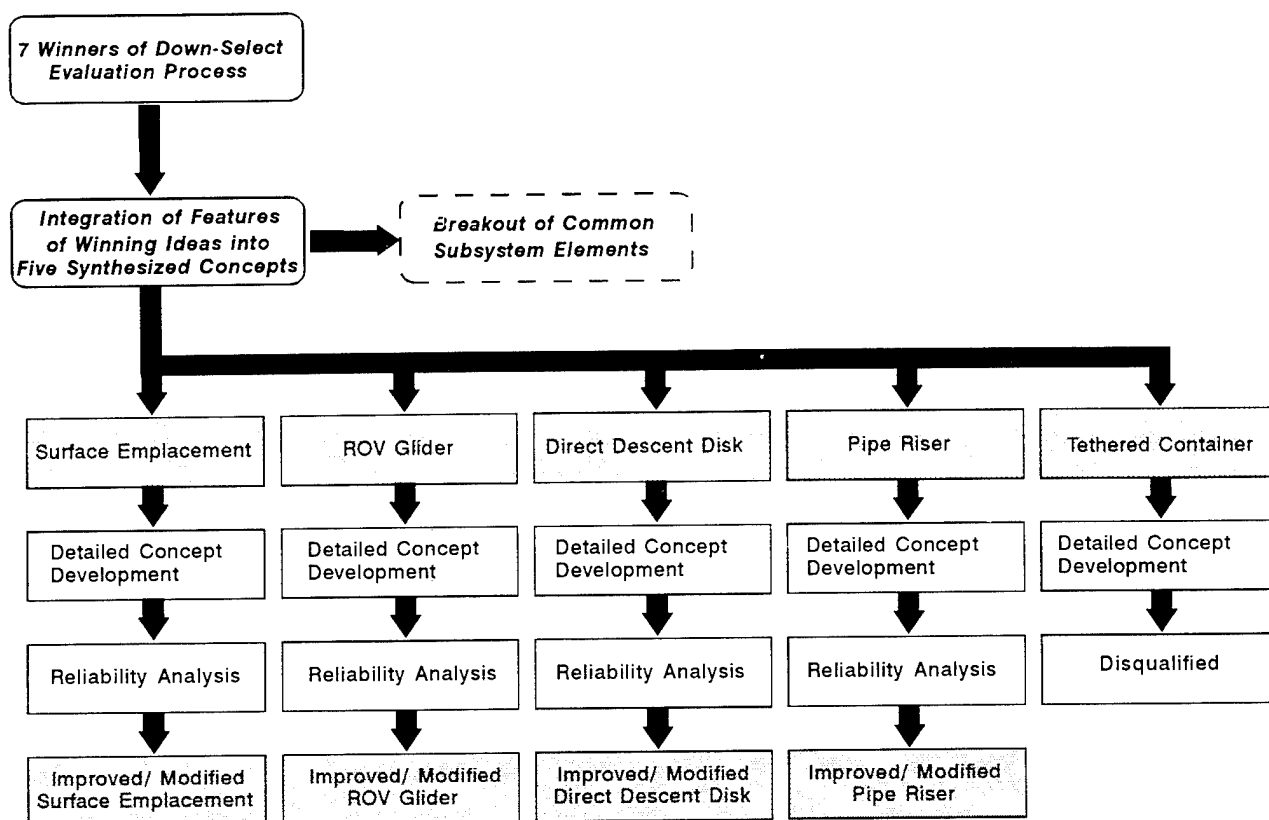 7 Winners of Down-Select
Evaluation Process
Integration of Features
of Winning Ideas into
Five Synthesized Concepts
Breakout of Common
Subsystem Elements
Surface Emplacement
ROV Glider
Direct Descent Disk
Pipe Riser
Tethered Container
Detailed Concept
Development
Detailed Concept
Development
Detailed Concept
Development
Detailed Concept
Development
Detailed Concept
Development
Reliability Analysis
Reliability Analysis
Reliability Analysis
Reliability Analysis
Disqualified
Improved/ Modified
Surface Emplacement
Improved/ Modified
ROV Glider
Improved/ Modified
Direct Descent Disk
Improved/ Modified
Pipe Riser